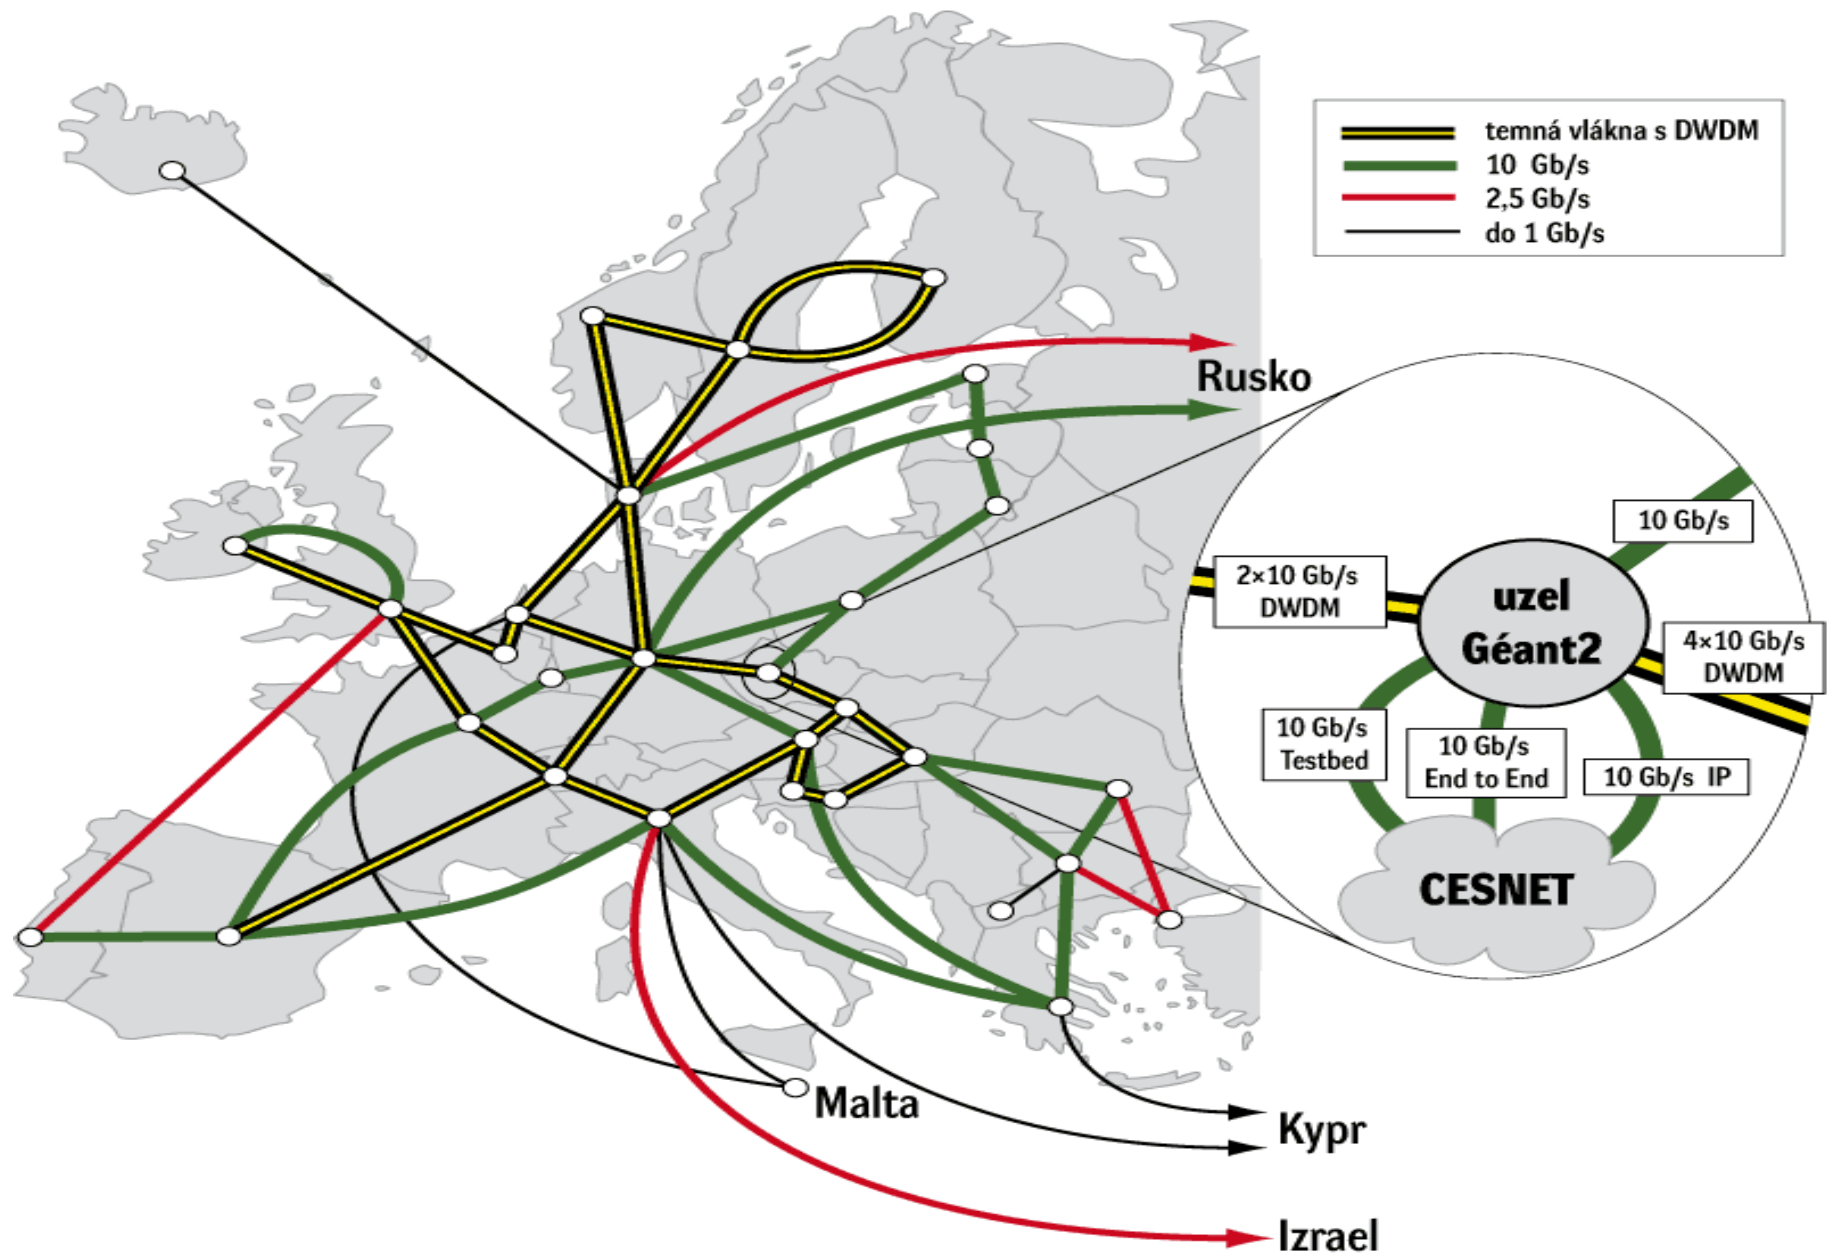 temná vlákna s DWDM
10 Gb/s
2,5 Gb/s
do 1 Gb/s
Rusko
10 Gb/s
2×10 Gb/s
DWDM
uzel
Géant2
4×10 Gb/s
DWDM
10 Gb/s
Testbed
10 Gb/s
End to End
10 Gb/s IP
CESNET
Malta
Kypr
Izrael